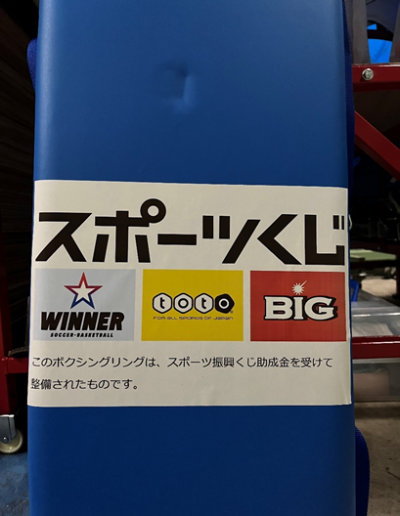 スポーツくじ
WINNER
SOCCER・BASKETBALL
toto
FOR ALL SPORTS OF JAPAN
BIG
このボクシングリングは、スポーツ振興くじ助成金を受けて
整備されたものです。